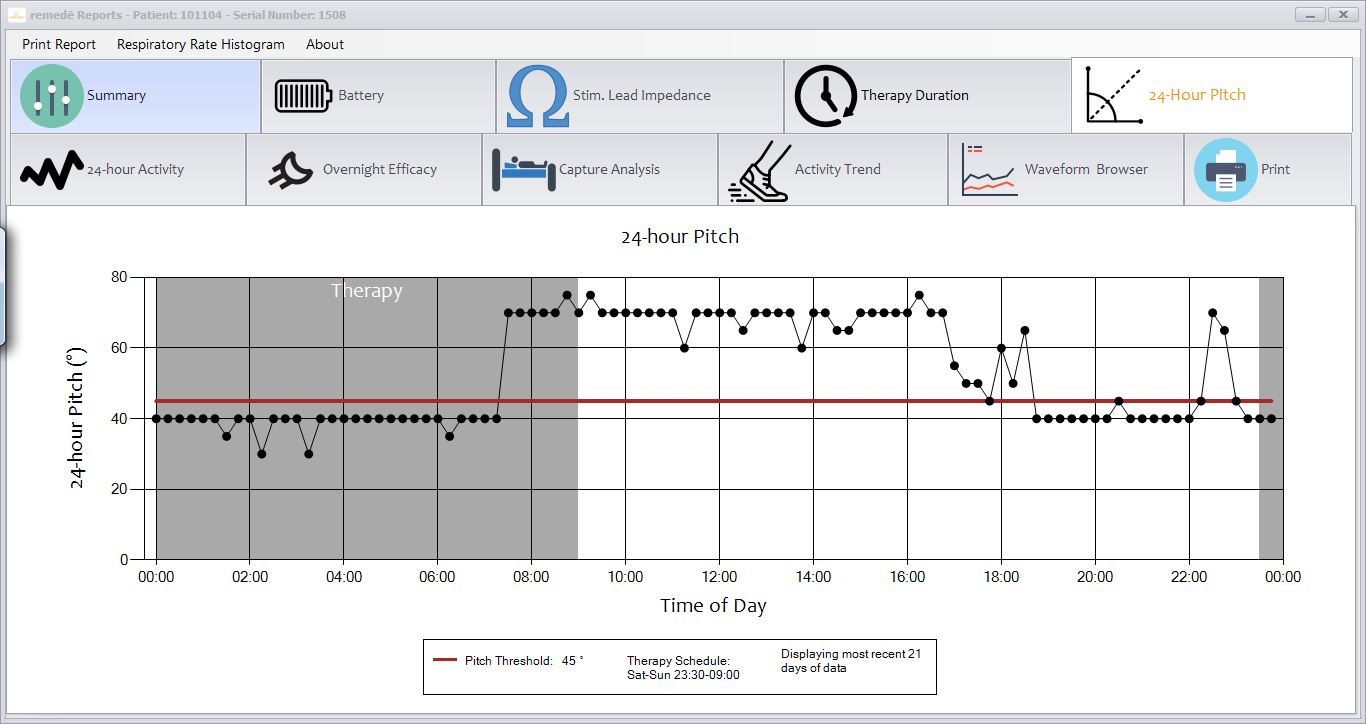 remedē Reports - Patient: 101104 - Serial Number: 1508
Print Report Respiratory Rate Histogram About
Summary Battery Stim. Lead Impedance Therapy Duration 24-Hour Pitch
24-hour Activity Overnight Efficacy Capture Analysis Activity Trend Waveform Browser Print
24-hour Pitch
Therapy
80
60
40
20
0
24-hour Pitch (°)
00:00 02:00 04:00 06:00 08:00 10:00 12:00 14:00 16:00 18:00 20:00 22:00 00:00
Time of Day
Pitch Threshold: 45 °
Therapy Schedule:
Sat-Sun 23:30-09:00
Displaying most recent 21
days of data